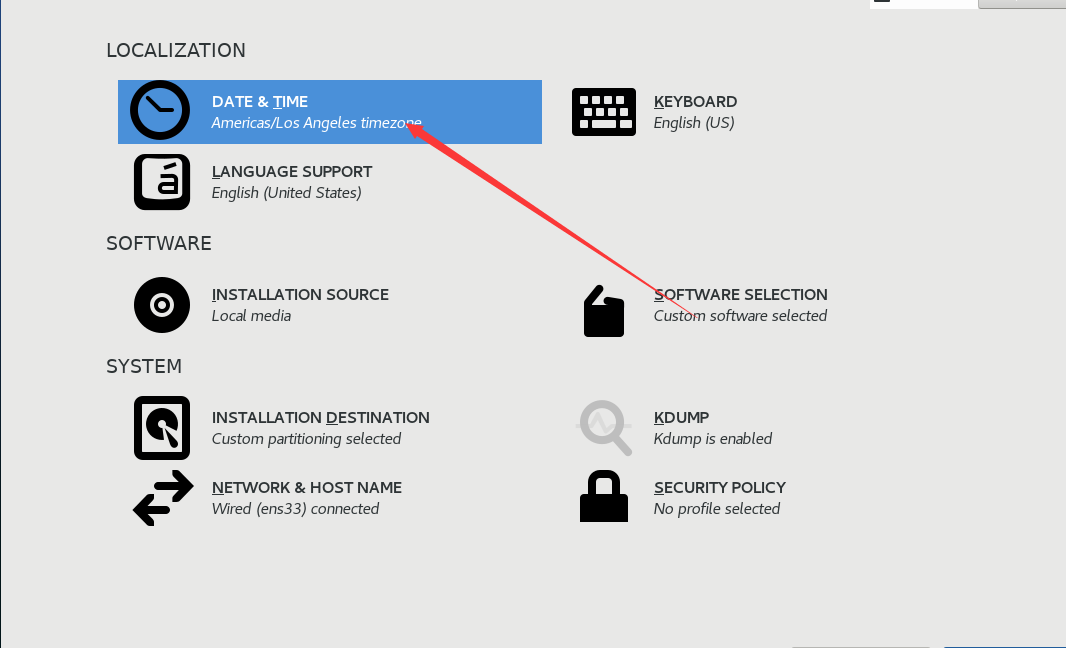 LOCALIZATION
DATE & TIME
Americas/Los Angeles timezone
KEYBOARD
English (US)
LANGUAGE SUPPORT
English (United States)
SOFTWARE
INSTALLATION SOURCE
Local media
SOFTWARE SELECTION
Custom software selected
SYSTEM
INSTALLATION DESTINATION
Custom partitioning selected
KDUMP
Kdump is enabled
NETWORK & HOST NAME
Wired (ens33) connected
SECURITY POLICY
No profile selected